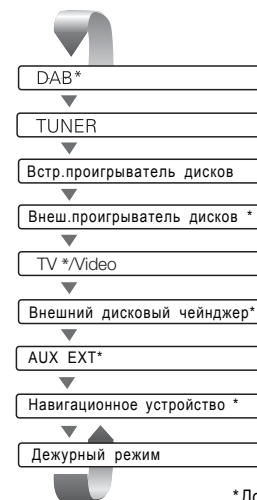 DAB*
TUNER
Встр.проигрыватель дисков
Внеш.проигрыватель дисков *
TV */Video
Внешний дисковый чейнджер*
AUX EXT*
Навигационное устройство *
Дежурный режим